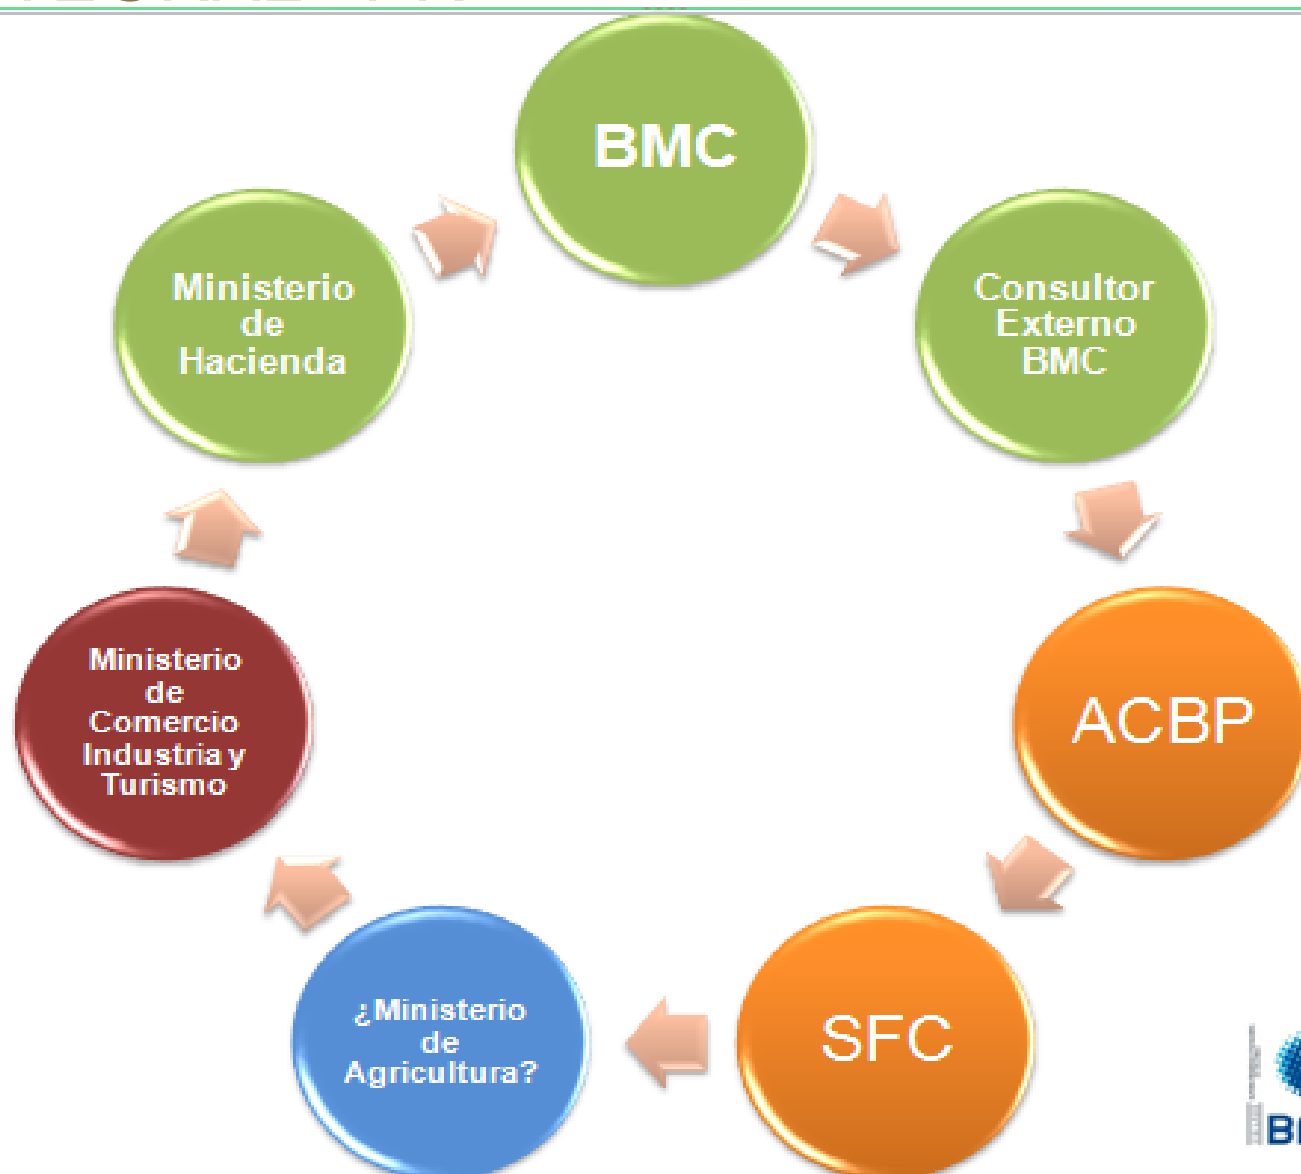 BMC
Consultor
Externo
BMC
ACBP
SFC
¿Ministerio
de
Agricultura?
Ministerio
de
Comercio
Industria y
Turismo
Ministerio
de
Hacienda